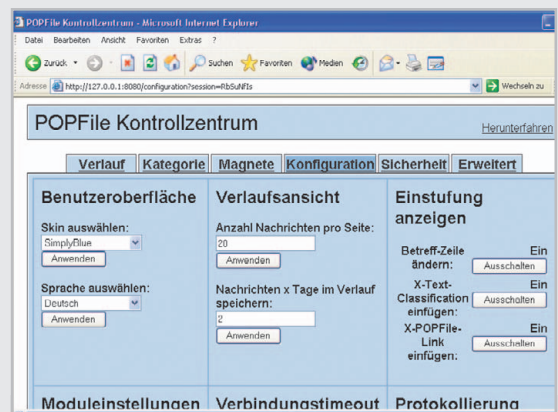 POPFile Kontrollzentrum - Microsoft Internet Explorer
Datei Bearbeiten Ansicht Favoriten Extras ?
Zurück Suchen Favoriten Medien
Adresse http://127.0.0.1:8080/configuration?session=RbSuNfIs Wechseln zu
POPFile Kontrollzentrum
Herunterfahren
Verlauf Kategorie Magnete Konfiguration Sicherheit Erweitert
Benutzeroberfläche
Skin auswählen:
SimplyBlue
Anwenden
Sprache auswählen:
Deutsch
Anwenden
Verlaufsansicht
Anzahl Nachrichten pro Seite:
20
Anwenden
Nachrichten x Tage im Verlauf
speichern:
2
Anwenden
Einstufung
anzeigen
Betreff-Zeile
ändern:
Ein
Ausschalten
X-Text-
Classification
einfügen:
Ein
Ausschalten
X-POPFile-
Link
einfügen:
Ein
Ausschalten
Moduleinstellungen Verbindungstimeout Protokollierung